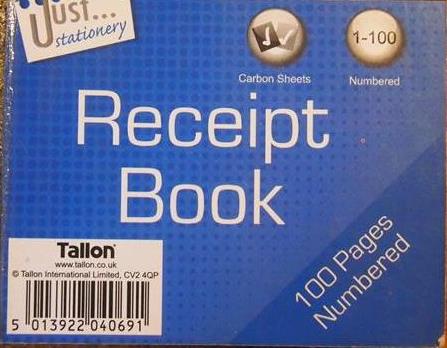 Just...
stationery
Carbon Sheets
1-100
Numbered
Receipt
Book
100 Pages
Numbered
Tallon®
www.tallon.co.uk
© Tallon International Limited, CV2 4QP
5 013922 040691